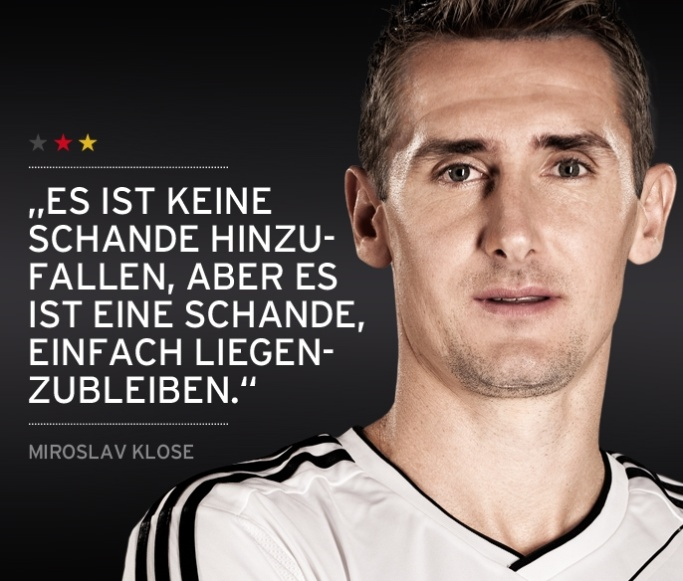 „ES IST KEINE
SCHANDE HINZU-
FALLEN, ABER ES
IST EINE SCHANDE,
EINFACH LIEGEN-
ZUBLEIBEN.“
MIROSLAV KLOSE